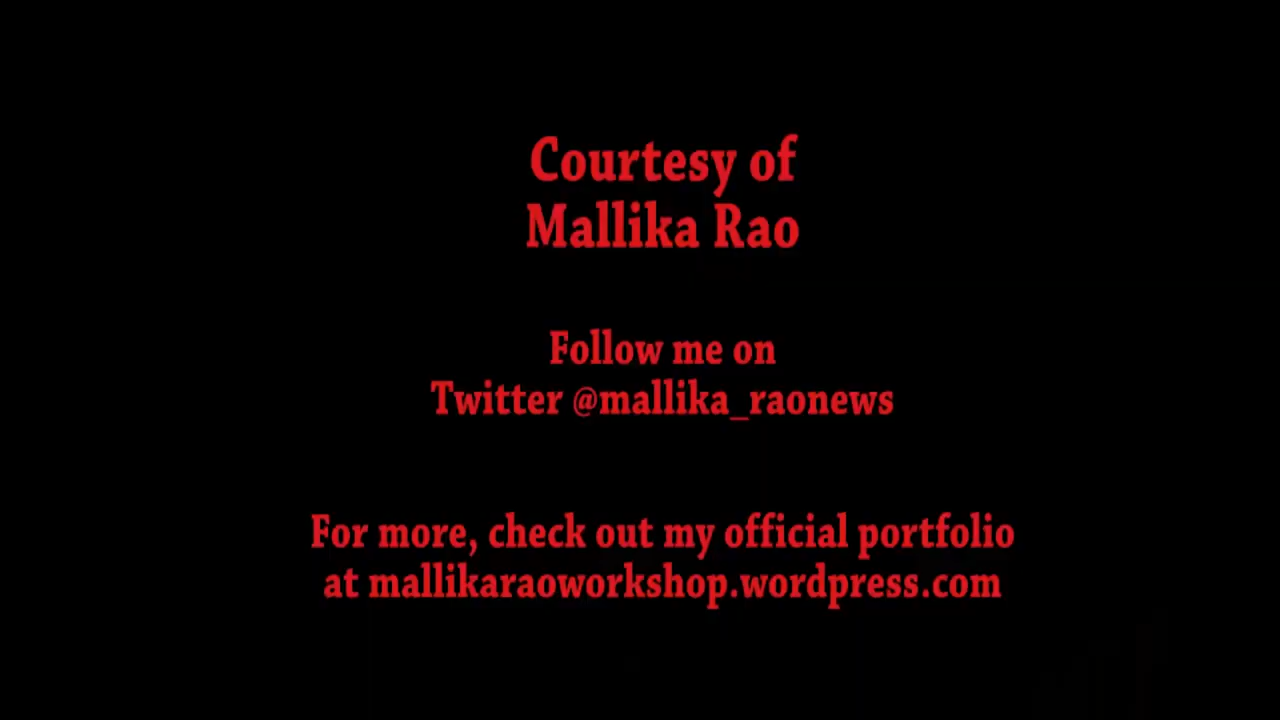 Courtesy of
Mallika Rao
Follow me on
Twitter @mallika_raonews
For more, check out my official portfolio
at mallikaraoworkshop.wordpress.com